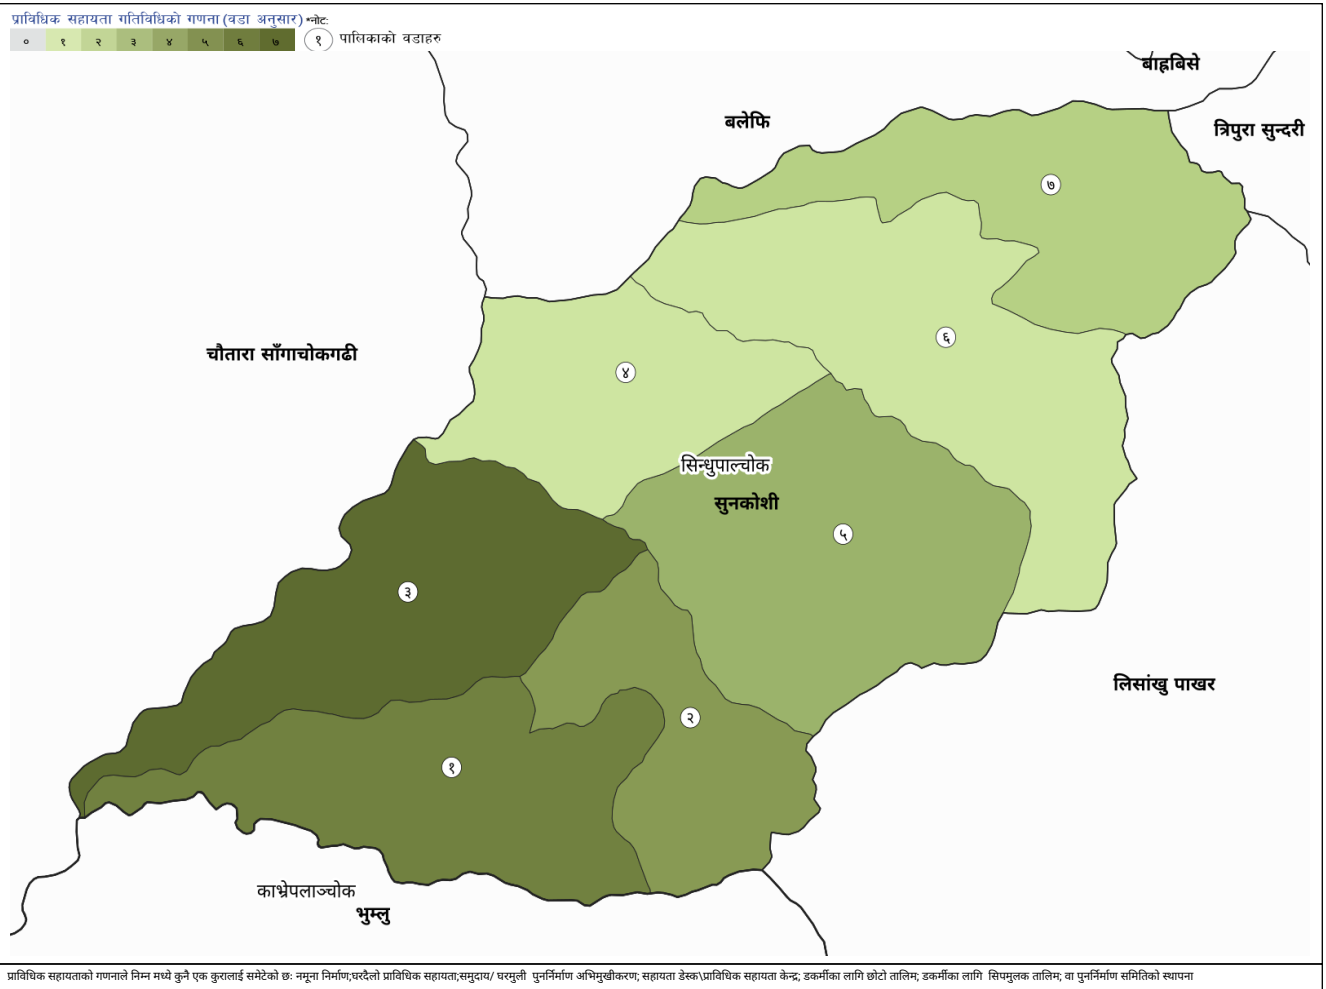 प्राविधिक सहायता गतिविधिको गणना (वडा अनुसार) *नोट:
० १ २ ३ ४ ५ ६ ७ १ पालिकाको वडाहरु
बाह्रबिसे
बलेफि
त्रिपुरा सुन्दरी
७
६
चौतारा साँगाचोकगढी
४
सिन्धुपाल्चोक
सुनकोशी
५
३
लिसांखु पाखर
२
१
काभ्रेपलाञ्चोक
भुम्लु
प्राविधिक सहायताको गणनाले निम्न मध्ये कुनै एक कुरालाई समेटेको छः नमूना निर्माण;घरदैलो प्राविधिक सहायता;समुदाय/ घरमुली पुनर्निर्माण अभिमुखीकरण; सहायता डेस्क\प्राविधिक सहायता केन्द्र; डकर्मीका लागि छोटो तालिम; डकर्मीका लागि सिपमुलक तालिम; वा पुनर्निर्माण समितिको स्थापना